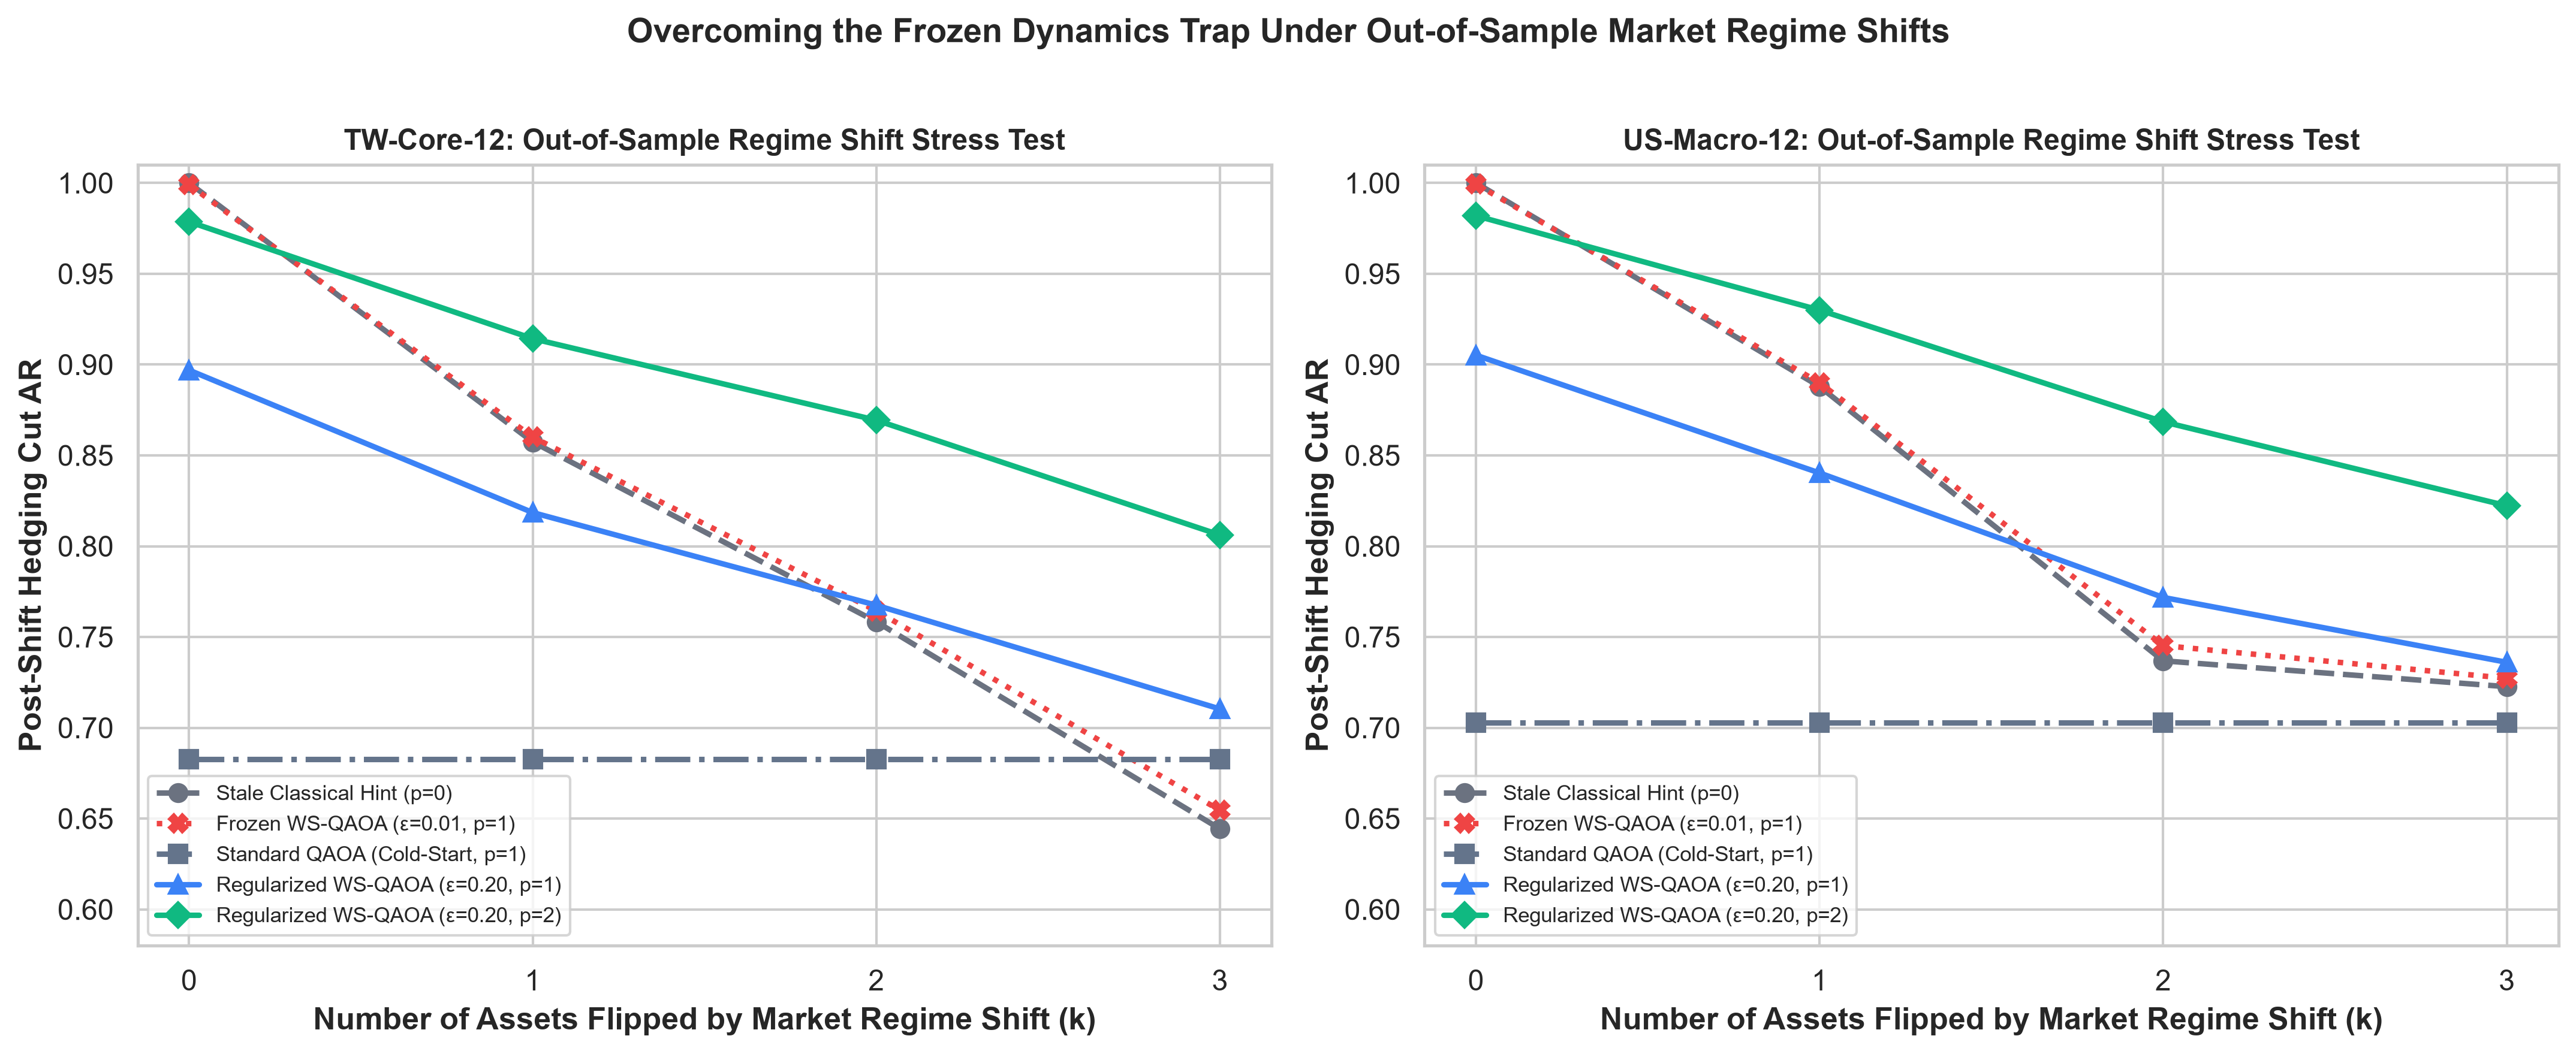 Overcoming the Frozen Dynamics Trap Under Out-of-Sample Market Regime Shifts
TW-Core-12: Out-of-Sample Regime Shift Stress Test
Post-Shift Hedging Cut AR
1.00
0.95
0.90
0.85
0.80
0.75
0.70
0.65
0.60
Stale Classical Hint (p=0)
Frozen WS-QAOA (ε=0.01, p=1)
Standard QAOA (Cold-Start, p=1)
Regularized WS-QAOA (ε=0.20, p=1)
Regularized WS-QAOA (ε=0.20, p=2)
0 1 2 3
Number of Assets Flipped by Market Regime Shift (k)
US-Macro-12: Out-of-Sample Regime Shift Stress Test
Post-Shift Hedging Cut AR
1.00
0.95
0.90
0.85
0.80
0.75
0.70
0.65
0.60
Stale Classical Hint (p=0)
Frozen WS-QAOA (ε=0.01, p=1)
Standard QAOA (Cold-Start, p=1)
Regularized WS-QAOA (ε=0.20, p=1)
Regularized WS-QAOA (ε=0.20, p=2)
0 1 2 3
Number of Assets Flipped by Market Regime Shift (k)